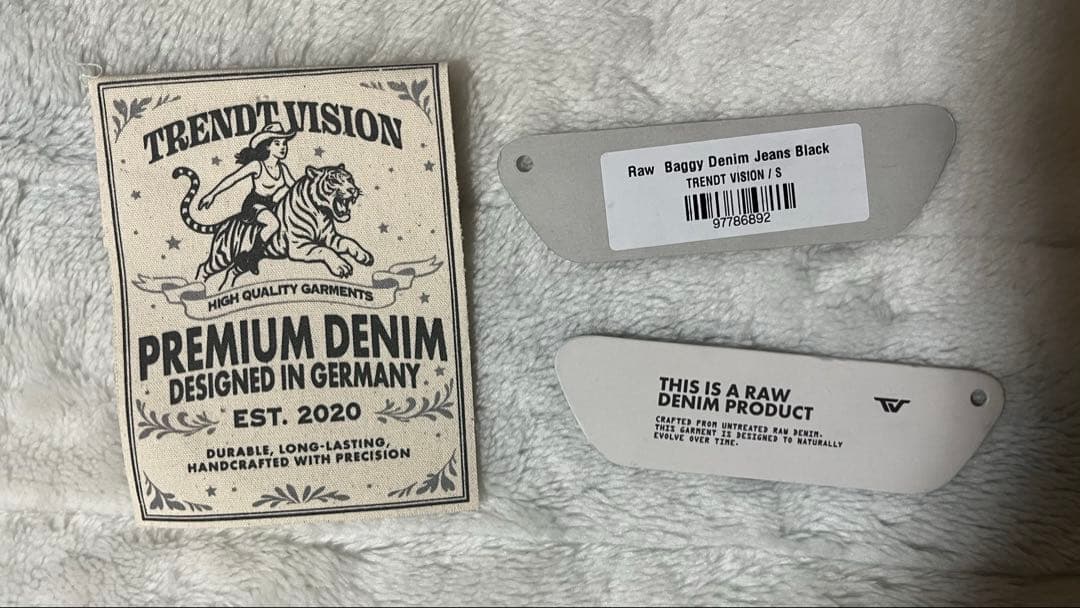 TRENDT VISION
HIGH QUALITY GARMENTS
PREMIUM DENIM
DESIGNED IN GERMANY
EST. 2020
DURABLE, LONG-LASTING,
HANDCRAFTED WITH PRECISION
Raw Baggy Denim Jeans Black
TRENDT VISION / S
97786892
THIS IS A RAW
DENIM PRODUCT
TV
CRAFTED FROM UNTREATED RAW DENIM.
THIS GARMENT IS DESIGNED TO NATURALLY
EVOLVE OVER TIME.